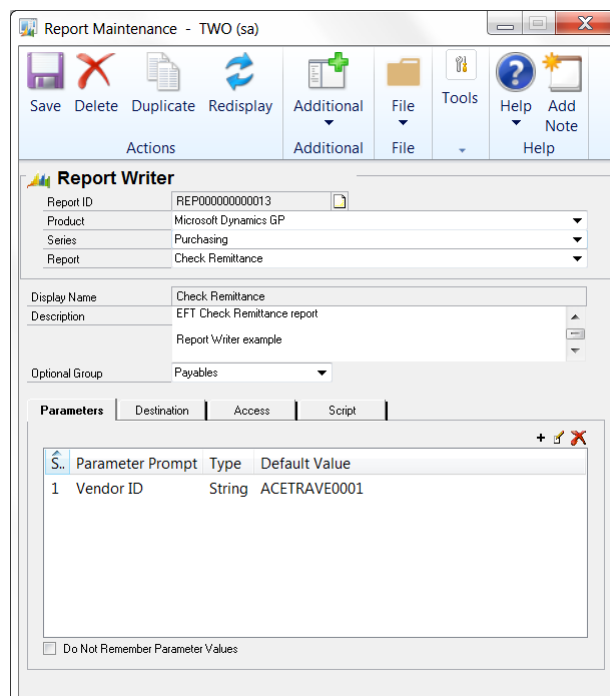 Report Maintenance - TWO (sa)
Save Delete Duplicate Redisplay Additional File Tools Help Add Note
Actions Additional File Help
Report Writer
Report ID REP000000000013
Product Microsoft Dynamics GP
Series Purchasing
Report Check Remittance
Display Name Check Remittance
Description EFT Check Remittance report
Report Writer example
Optional Group Payables
Parameters Destination Access Script
S.. Parameter Prompt Type Default Value
1 Vendor ID String ACETRAVE0001
Do Not Remember Parameter Values